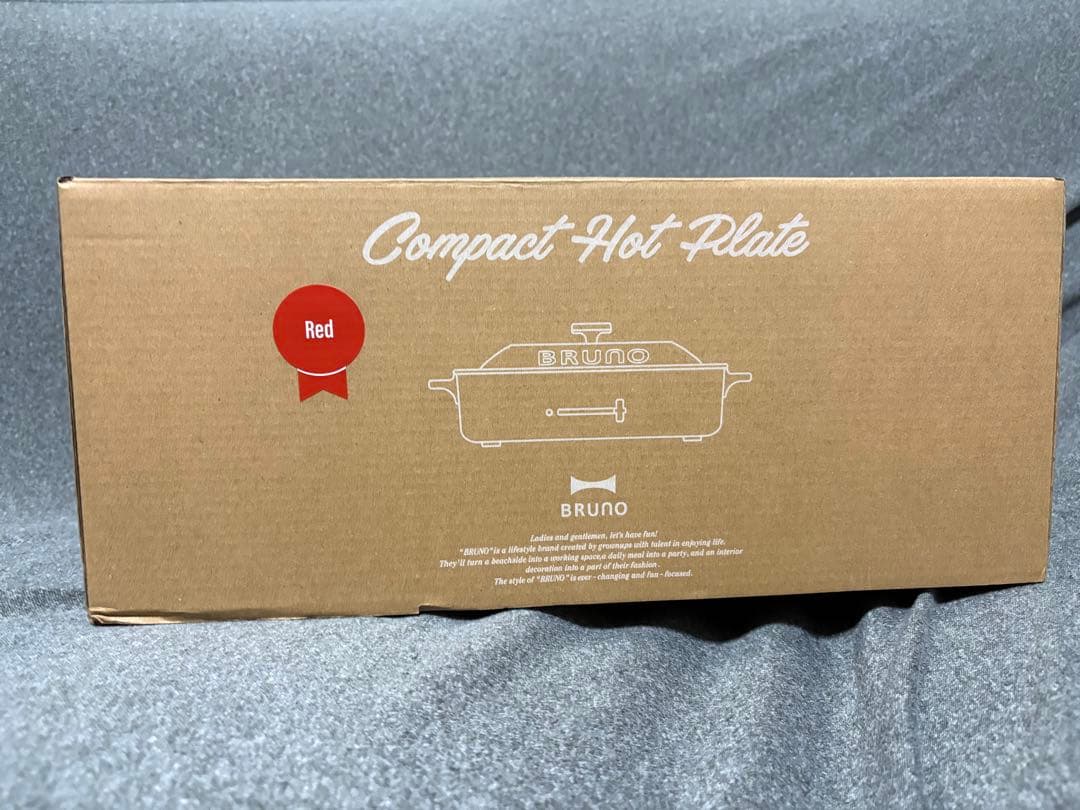 Compact Hot Plate
Red
BRUNO
BRUNO
Ladies and gentlemen, let's have fun!
"BRUNO" is a lifestyle brand created by grownups with talent in enjoying life.
They'll turn a beachside into a working space,a daily meal into a party, and an interior
decoration into a part of their fashion.
The style of "BRUNO" is ever-changing and fun-focused.